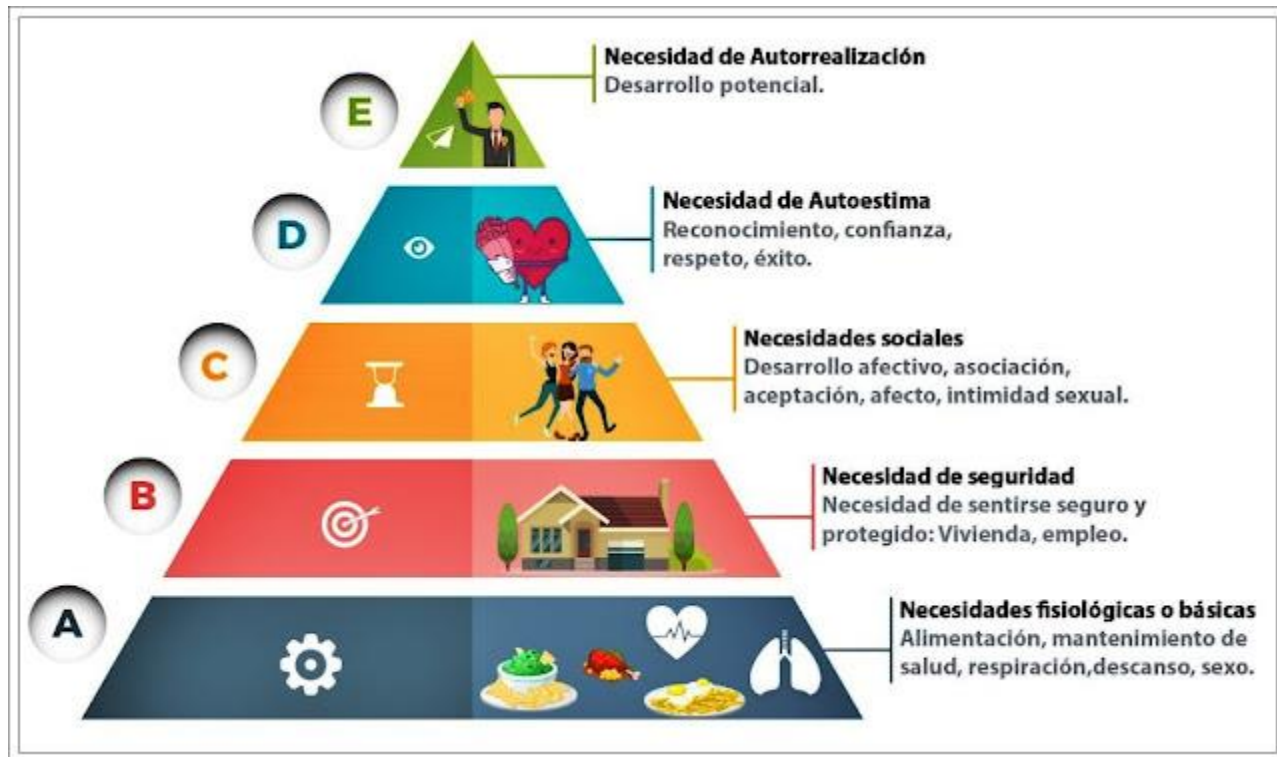 E
Necesidad de Autorrealización
Desarrollo potencial.
D
Necesidad de Autoestima
Reconocimiento, confianza,
respeto, éxito.
C
Necesidades sociales
Desarrollo afectivo, asociación,
aceptación, afecto, intimidad sexual.
B
Necesidad de seguridad
Necesidad de sentirse seguro y
protegido: Vivienda, empleo.
A
Necesidades fisiológicas o básicas
Alimentación, mantenimiento de
salud, respiración,descanso, sexo.